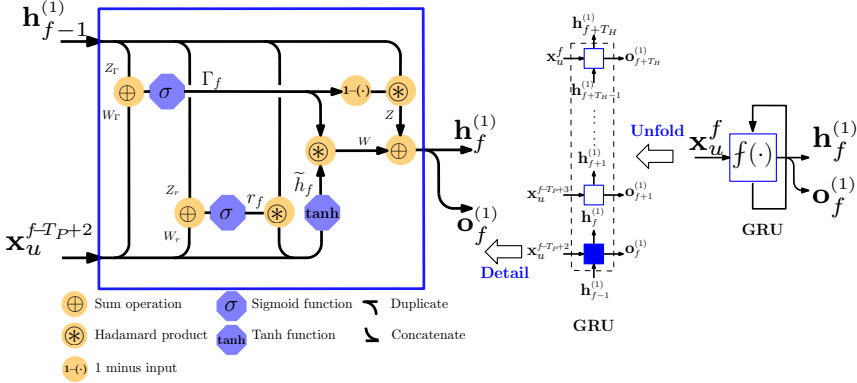 h_{f-1}^{(1)}
Z_Γ
W_Γ
⊕
σ
Γ_f
1–(·)
⊛
Z
⊛
W
⊕
h_f^{(1)}
h̃_f
Z_r
W_r
⊕
σ
r_f
⊛
tanh
o_f^{(1)}
x_u^{f-T_P+2}
⊕ Sum operation
σ Sigmoid function
Duplicate
⊛ Hadamard product
tanh Tanh function
Concatenate
1–(·) 1 minus input
Detail
h_{f+T_H}^{(1)}
x_u^f
o_{f+T_H}^{(1)}
h_{f+T_H-1}^{(1)}
h_{f+1}^{(1)}
x_u^{f-T_P+3}
o_{f+1}^{(1)}
h_f^{(1)}
x_u^{f-T_P+2}
o_f^{(1)}
h_{f-1}^{(1)}
GRU
Unfold
x_u^f
f(·)
h_f^{(1)}
o_f^{(1)}
GRU